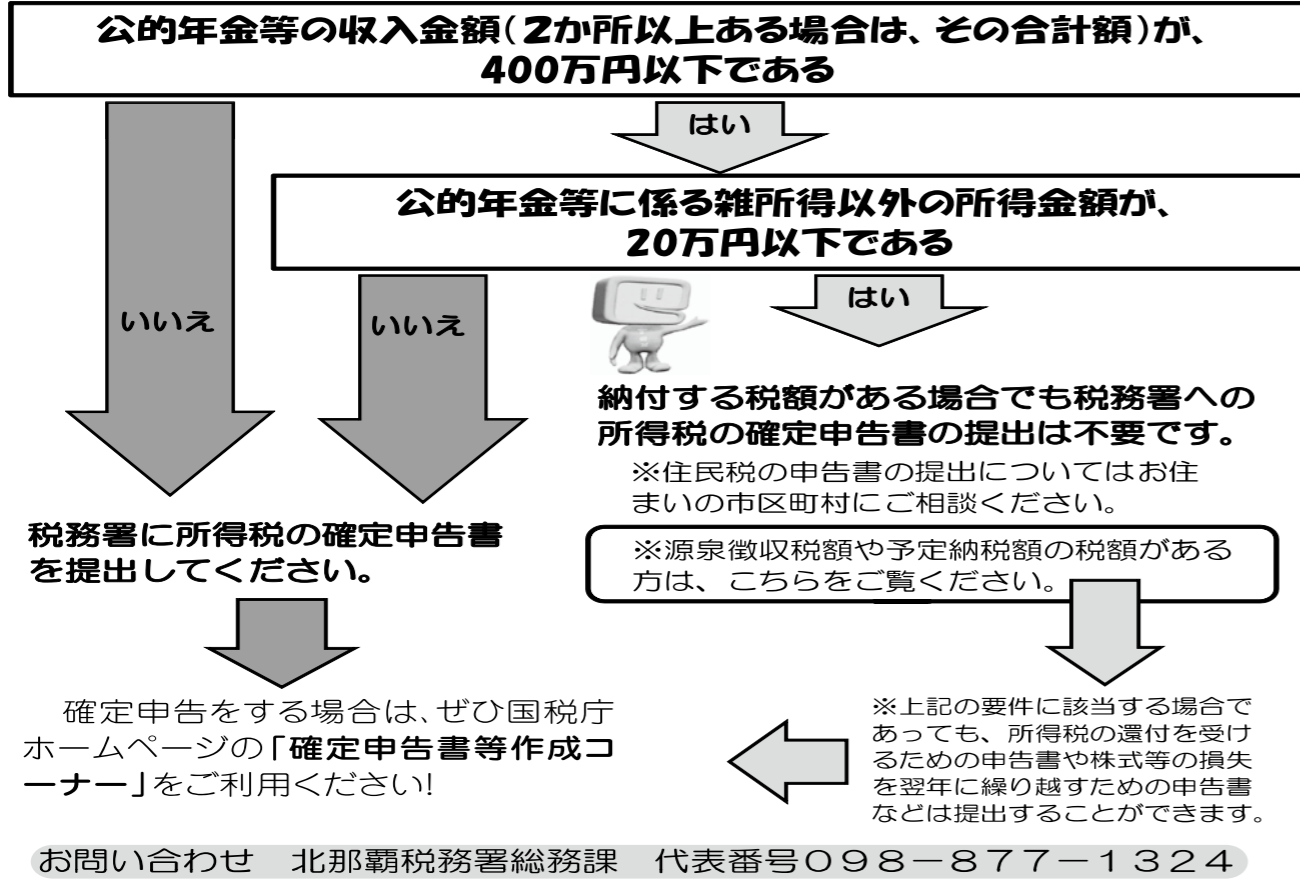 公的年金等の収入金額(2か所以上ある場合は、その合計額)が、
400万円以下である
はい
公的年金等に係る雑所得以外の所得金額が、
20万円以下である
いいえ
いいえ
はい
納付する税額がある場合でも税務署への
所得税の確定申告書の提出は不要です。
※住民税の申告書の提出についてはお住
まいの市区町村にご相談ください。
※源泉徴収税額や予定納税額の税額がある
方は、こちらをご覧ください。
税務署に所得税の確定申告書
を提出してください。
確定申告をする場合は、ぜひ国税庁
ホームページの「確定申告書等作成コ
ーナー」をご利用ください!
※上記の要件に該当する場合で
あっても、所得税の還付を受け
るための申告書や株式等の損失
を翌年に繰り越すための申告書
などは提出することができます。
お問い合わせ　北那覇税務署総務課　代表番号098-877-1324